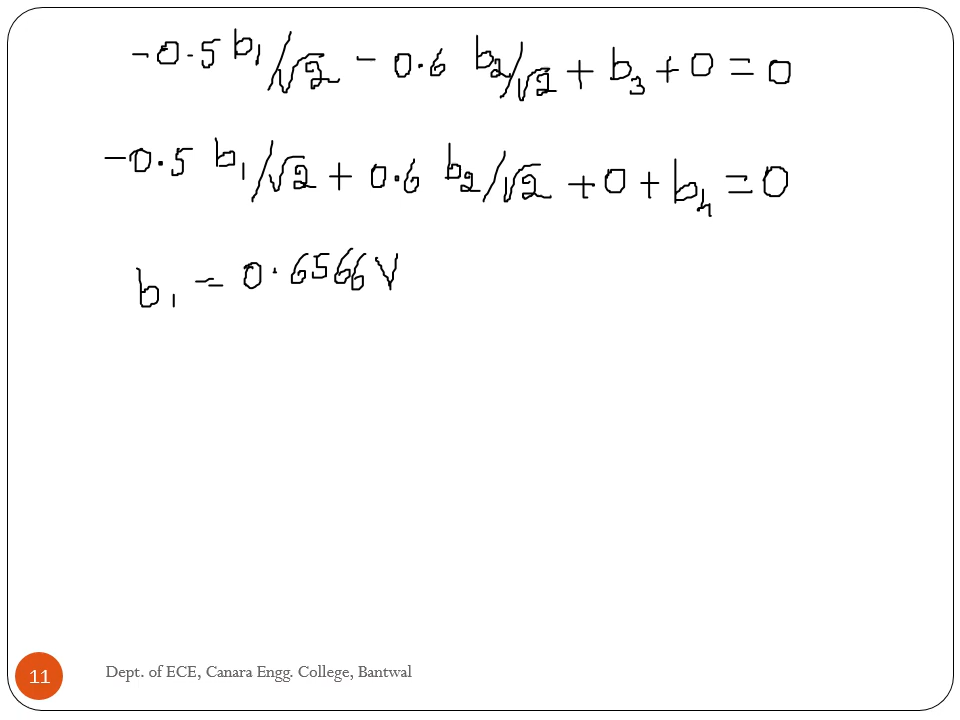 -0.5 b₁/√2 - 0.6 b₂/√2 + b₃ + 0 = 0
-0.5 b₁/√2 + 0.6 b₂/√2 + 0 + b₄ = 0
b₁ = 0.6566 V
11 Dept. of ECE, Canara Engg. College, Bantwal